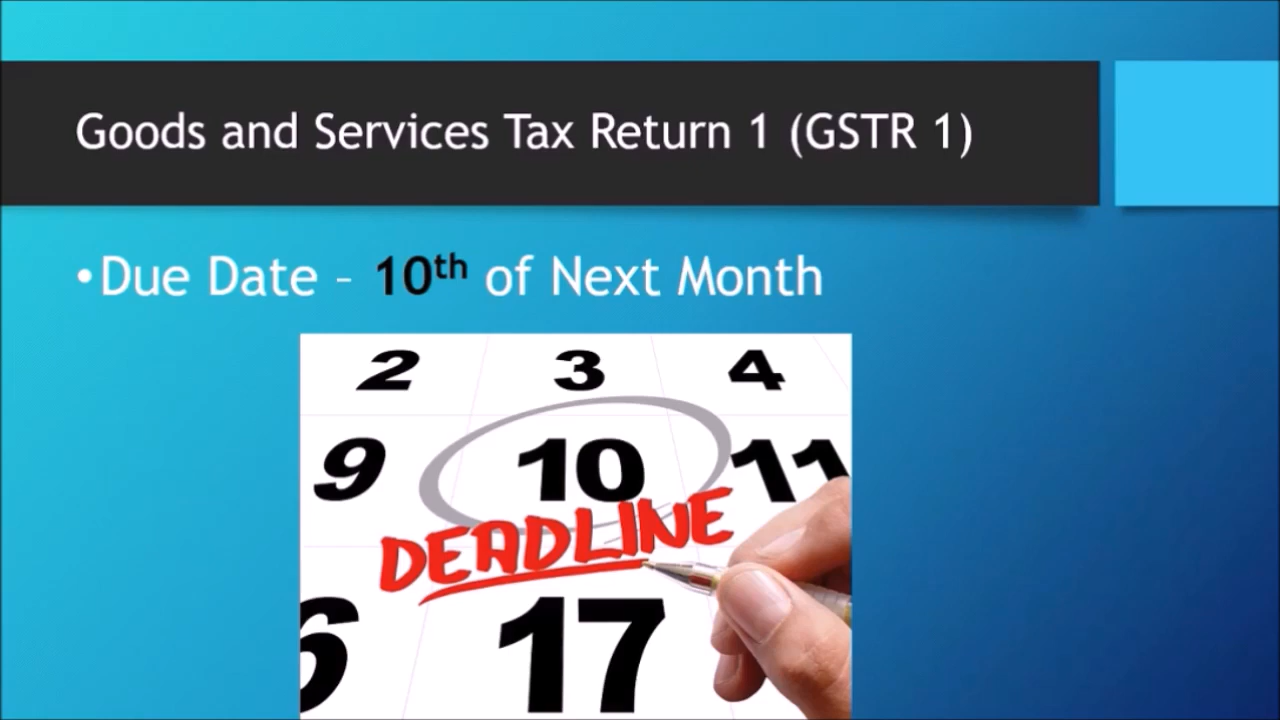 Goods and Services Tax Return 1 (GSTR 1)
•Due Date – 10th of Next Month
2 3 4
9 10 11
DEADLINE
6 17